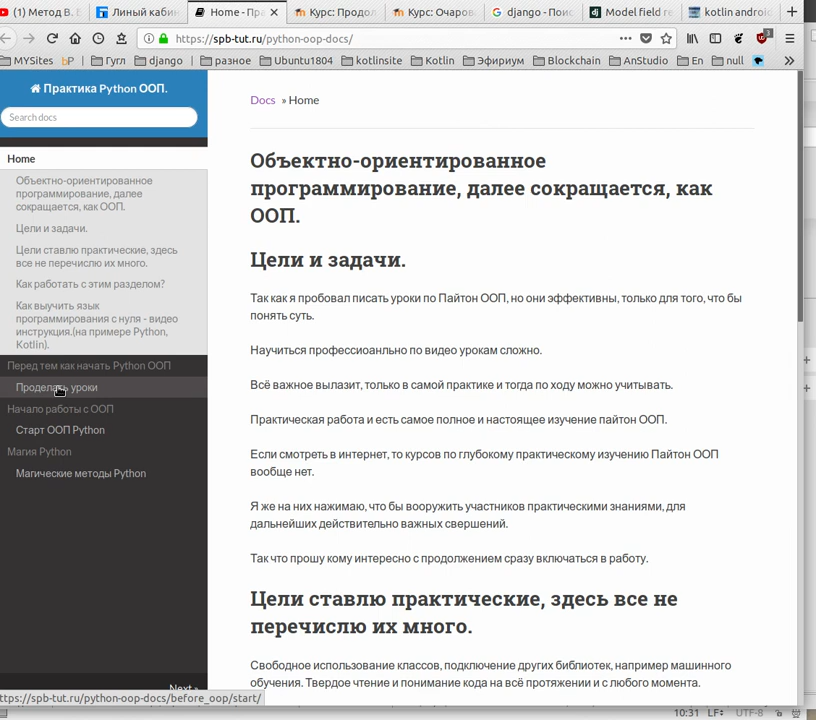 (1) Метод В. В
Линый кабин
Home - Пра
Курс: Продол
Курс: Очаров
django - Поис
Model field re
kotlin android
https://spb-tut.ru/python-oop-docs/
MYSites
Гугл
django
разное
Ubuntu1804
kotlinsite
Kotlin
Эфириум
Blockchain
AnStudio
En
null
Практика Python ООП.
Search docs
Home
Объектно-ориентированное
программирование, далее
сокращается, как ООП.
Цели и задачи.
Цели ставлю практические, здесь
все не перечислю их много.
Как работать с этим разделом?
Как выучить язык
программирования с нуля - видео
инструкция.(на примере Python,
Kotlin).
Перед тем как начать Python ООП
Проделать уроки
Начало работы с ООП
Старт ООП Python
Магия Python
Магические методы Python
Next »
ttps://spb-tut.ru/python-oop-docs/before_oop/start/
Docs » Home
Объектно-ориентированное
программирование, далее сокращается, как
ООП.
Цели и задачи.
Так как я пробовал писать уроки по Пайтон ООП, но они эффективны, только для того, что бы
понять суть.
Научиться профессиоанльно по видео урокам сложно.
Всё важное вылазит, только в самой практике и тогда по ходу можно учитывать.
Практическая работа и есть самое полное и настоящее изучение пайтон ООП.
Если смотреть в интернет, то курсов по глубокому практическому изучению Пайтон ООП
вообще нет.
Я же на них нажимаю, что бы вооружить участников практическими знаниями, для
дальнейших действительно важных свершений.
Так что прошу кому интересно с продолжением сразу включаться в работу.
Цели ставлю практические, здесь все не
перечислю их много.
Свободное использование классов, подключение других библиотек, например машинного
обучения. Твердое чтение и понимание кода на всё протяжении и с любого момента.
10:31 LF÷ UTF-8